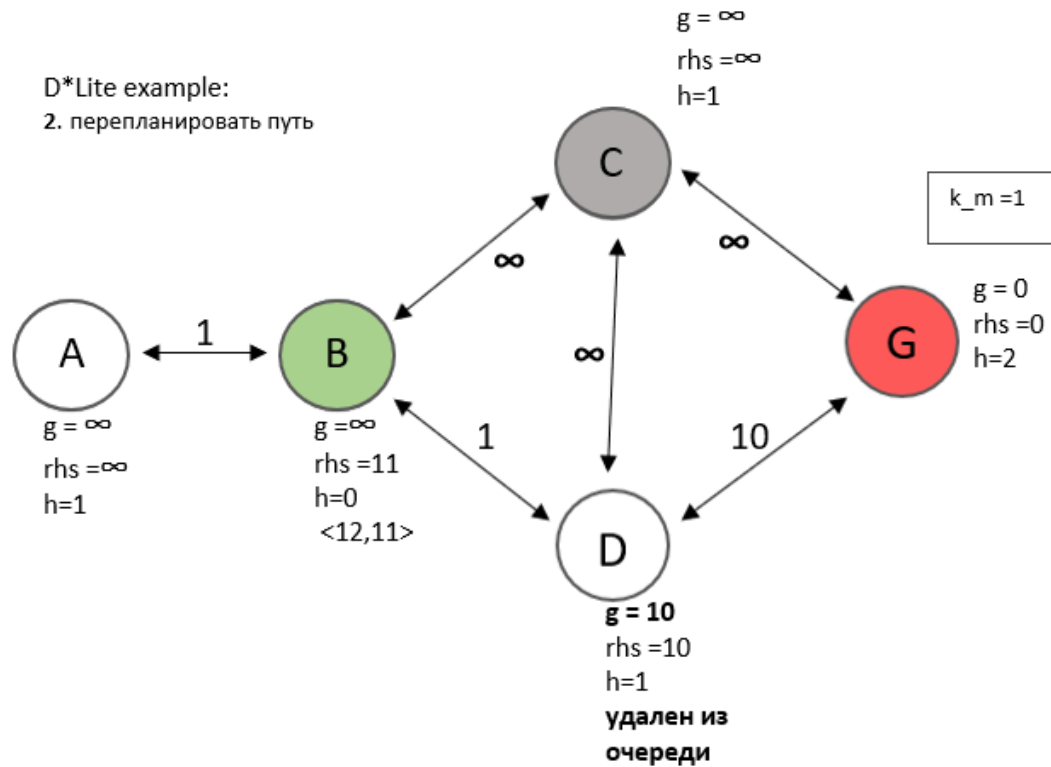 D*Lite example:
2. перепланировать путь
g = ∞
rhs =∞
h=1
C
k_m =1
∞
∞
g = 0
rhs =0
h=2
G
A
1
B
∞
g = ∞
rhs =∞
h=1
g =∞
rhs =11
h=0
<12,11>
1
10
D
g = 10
rhs =10
h=1
удален из
очереди